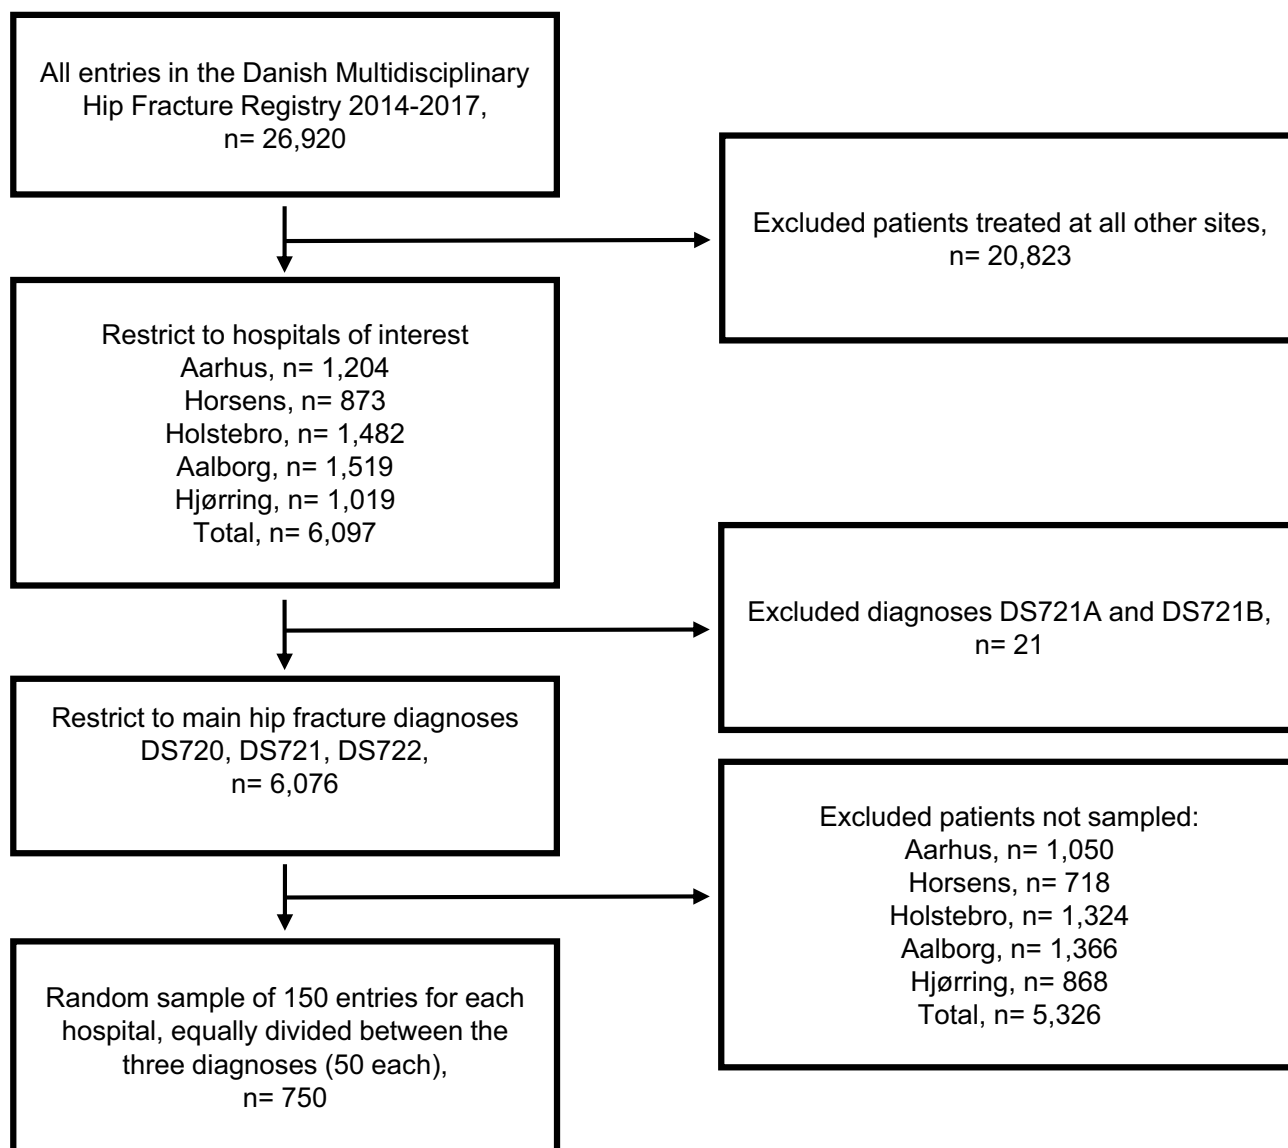 All entries in the Danish Multidisciplinary
Hip Fracture Registry 2014-2017,
n= 26,920
Excluded patients treated at all other sites,
n= 20,823
Restrict to hospitals of interest
Aarhus, n= 1,204
Horsens, n= 873
Holstebro, n= 1,482
Aalborg, n= 1,519
Hjørring, n= 1,019
Total, n= 6,097
Excluded diagnoses DS721A and DS721B,
n= 21
Restrict to main hip fracture diagnoses
DS720, DS721, DS722,
n= 6,076
Excluded patients not sampled:
Aarhus, n= 1,050
Horsens, n= 718
Holstebro, n= 1,324
Aalborg, n= 1,366
Hjørring, n= 868
Total, n= 5,326
Random sample of 150 entries for each
hospital, equally divided between the
three diagnoses (50 each),
n= 750